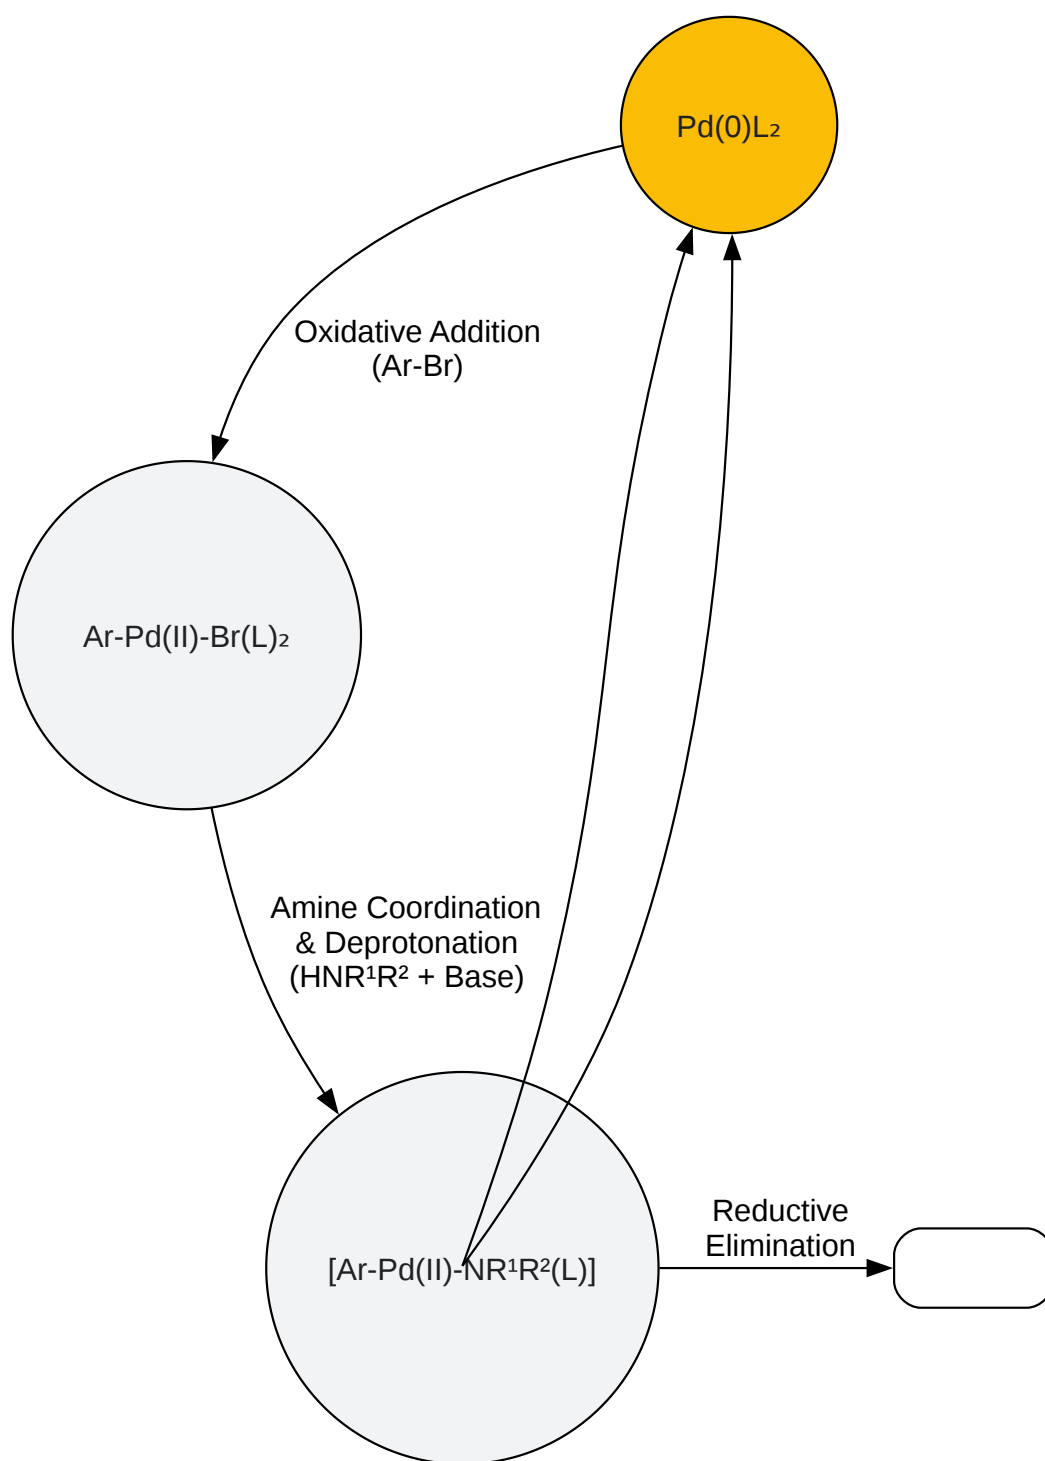 Pd(0)L₂
Oxidative Addition
(Ar-Br)
Ar-Pd(II)-Br(L)₂
Amine Coordination
& Deprotonation
(HNR¹R² + Base)
[Ar-Pd(II)-NR¹R²(L)]
Reductive
Elimination